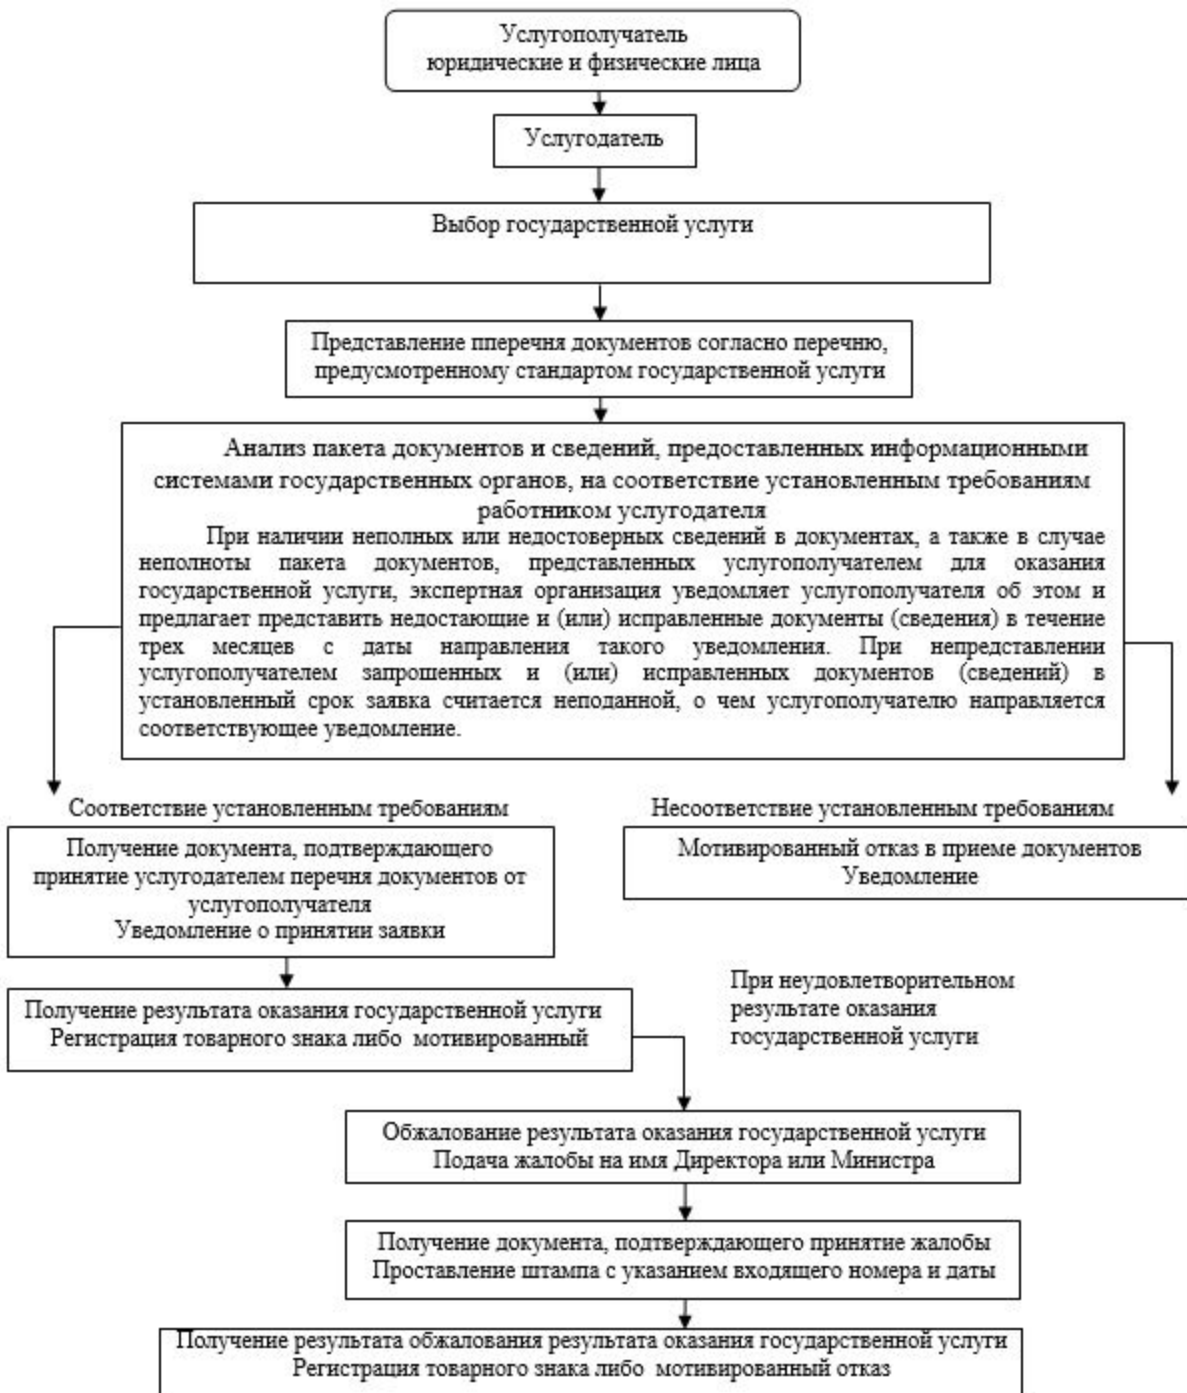 Услугополучатель
юридические и физические лица
Услугодатель
Выбор государственной услуги
Представление пперечня документов согласно перечню,
предусмотренному стандартом государственной услуги
Анализ пакета документов и сведений, предоставленных информационными
системами государственных органов, на соответствие установленным требованиям
работником услугодателя
При наличии неполных или недостоверных сведений в документах, а также в случае
неполноты пакета документов, представленных услугополучателем для оказания
государственной услуги, экспертная организация уведомляет услугополучателя об этом и
предлагает представить недостающие и (или) исправленные документы (сведения) в течение
трех месяцев с даты направления такого уведомления. При непредставлении
услугополучателем запрошенных и (или) исправленных документов (сведений) в
установленный срок заявка считается неподанной, о чем услугополучателю направляется
соответствующее уведомление.
Соответствие установленным требованиям
Получение документа, подтверждающего
принятие услугодателем перечня документов от
услугополучателя
Уведомление о принятии заявки
Несоответствие установленным требованиям
Мотивированный отказ в приеме документов
Уведомление
Получение результата оказания государственной услуги
Регистрация товарного знака либо мотивированный
При неудовлетворительном
результате оказания
государственной услуги
Обжалование результата оказания государственной услуги
Подача жалобы на имя Директора или Министра
Получение документа, подтверждающего принятие жалобы
Проставление штампа с указанием входящего номера и даты
Получение результата обжалования результата оказания государственной услуги
Регистрация товарного знака либо мотивированный отказ